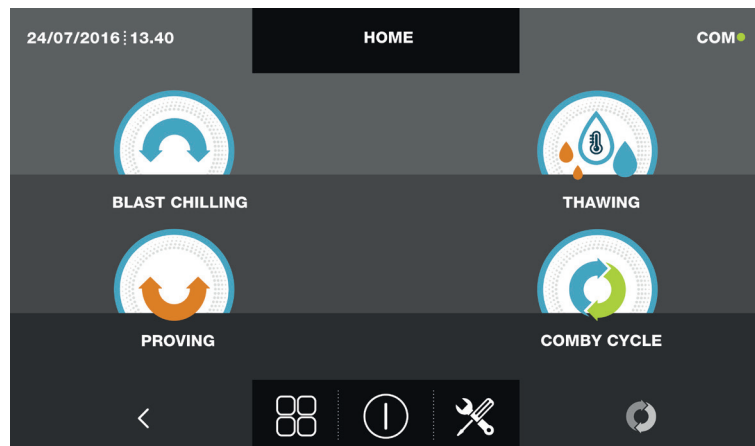 24/07/2016 13.40 HOME COM
BLAST CHILLING THAWING
PROVING COMBY CYCLE